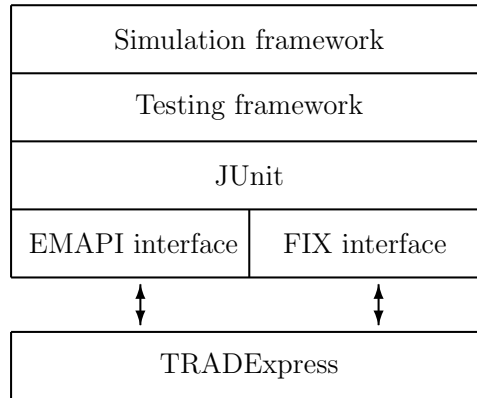 Simulation framework
Testing framework
JUnit
EMAPI interface
FIX interface
TRADExpress